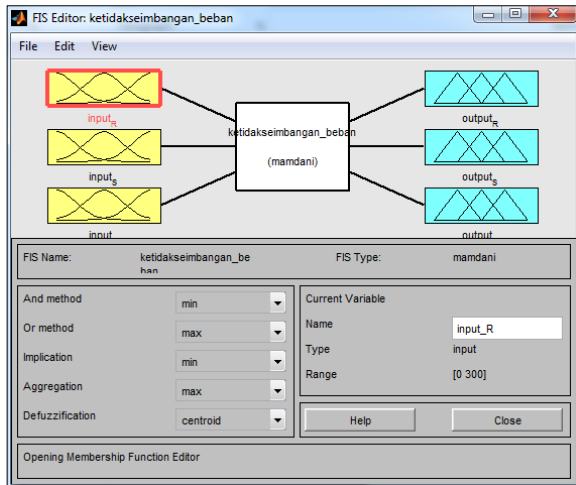 FIS Editor: ketidakseimbangan_beban
File Edit View
input_R
output_R
ketidakseimbangan_beban
(mamdani)
input_S
output_S
input
output
FIS Name: ketidakseimbangan_be
ban
FIS Type: mamdani
And method min
Or method max
Implication min
Aggregation max
Defuzzification centroid
Current Variable
Name input_R
Type input
Range [0 300]
Help Close
Opening Membership Function Editor